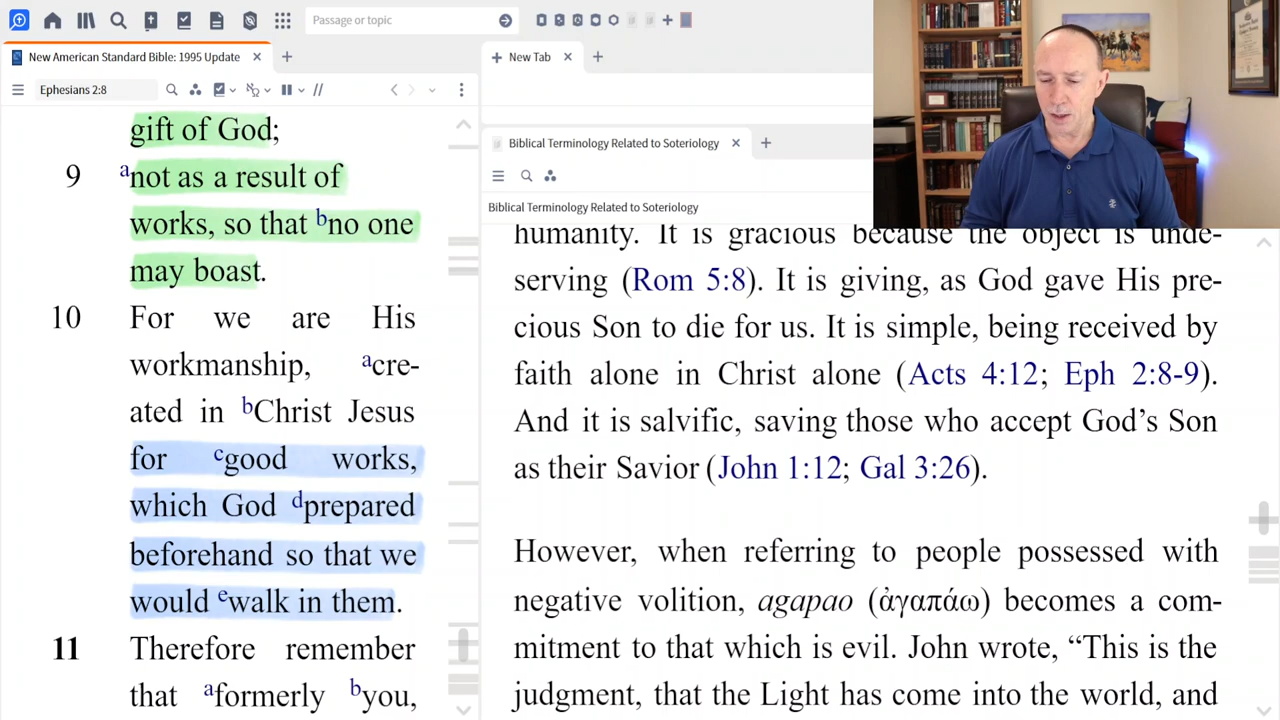 Passage or topic
New American Standard Bible: 1995 Update
New Tab
Ephesians 2:8
gift of God;
9 anot as a result of
works, so that bno one
may boast.
10 For we are His
workmanship, acre-
ated in bChrist Jesus
for cgood works,
which God dprepared
beforehand so that we
would ewalk in them.
11 Therefore remember
that aformerly byou,
Biblical Terminology Related to Soteriology
Biblical Terminology Related to Soteriology
humanity. It is gracious because the object is unde-
serving (Rom 5:8). It is giving, as God gave His pre-
cious Son to die for us. It is simple, being received by
faith alone in Christ alone (Acts 4:12; Eph 2:8-9).
And it is salvific, saving those who accept God’s Son
as their Savior (John 1:12; Gal 3:26).
However, when referring to people possessed with
negative volition, agapao (ἀγαπάω) becomes a com-
mitment to that which is evil. John wrote, “This is the
judgment, that the Light has come into the world, and